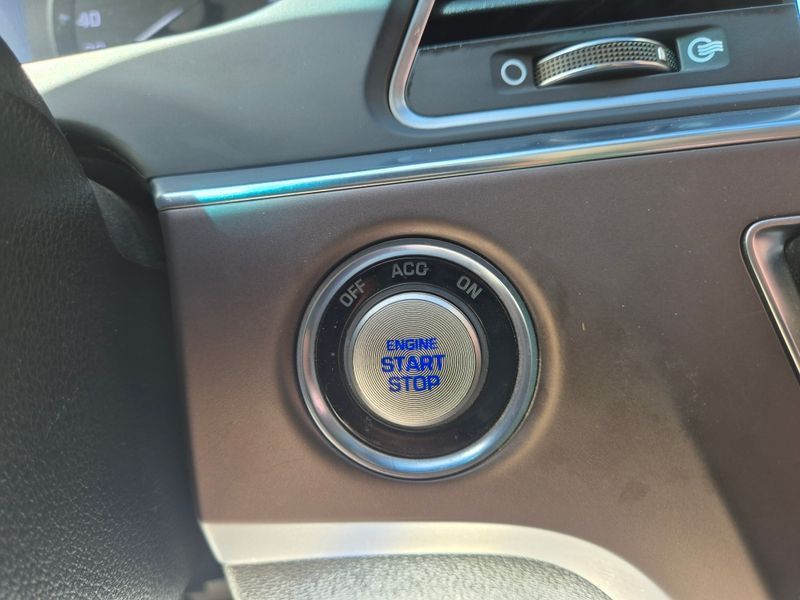 40
OFF ACC ON
ENGINE
START
STOP